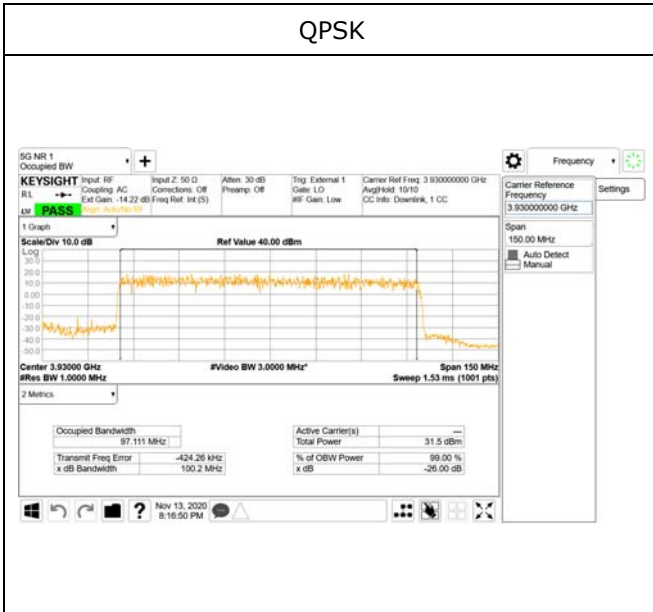 QPSK
5G NR 1
Occupied BW
Frequency
KEYSIGHT Input: RF Input Z: 50 Ω Atten: 30 dB Trig: External 1 Carrier Ref Freq: 3.930000000 GHz
RL Coupling: AC Corrections: Off Preamp: Off Gate: LO Avg|Hold: 10/10
Ext Gain: -14.22 dB Freq Ref: Int (S) #IF Gain: Low CC Info: Downlink, 1 CC
PASS Align: Auto/No RF
Carrier Reference
Frequency
3.930000000 GHz
Settings
Span
150.00 MHz
Auto Detect
Manual
1 Graph
Scale/Div 10.0 dB Ref Value 40.00 dBm
Log
30.0
20.0
10.0
0.00
-10.0
-20.0
-30.0
-40.0
-50.0
Center 3.93000 GHz #Video BW 3.0000 MHz* Span 150 MHz
#Res BW 1.0000 MHz Sweep 1.53 ms (1001 pts)
2 Metrics
Occupied Bandwidth
97.111 MHz
Active Carrier(s) ---
Total Power 31.5 dBm
Transmit Freq Error -424.26 kHz
x dB Bandwidth 100.2 MHz
% of OBW Power 99.00 %
x dB -26.00 dB
Nov 13, 2020
8:16:50 PM